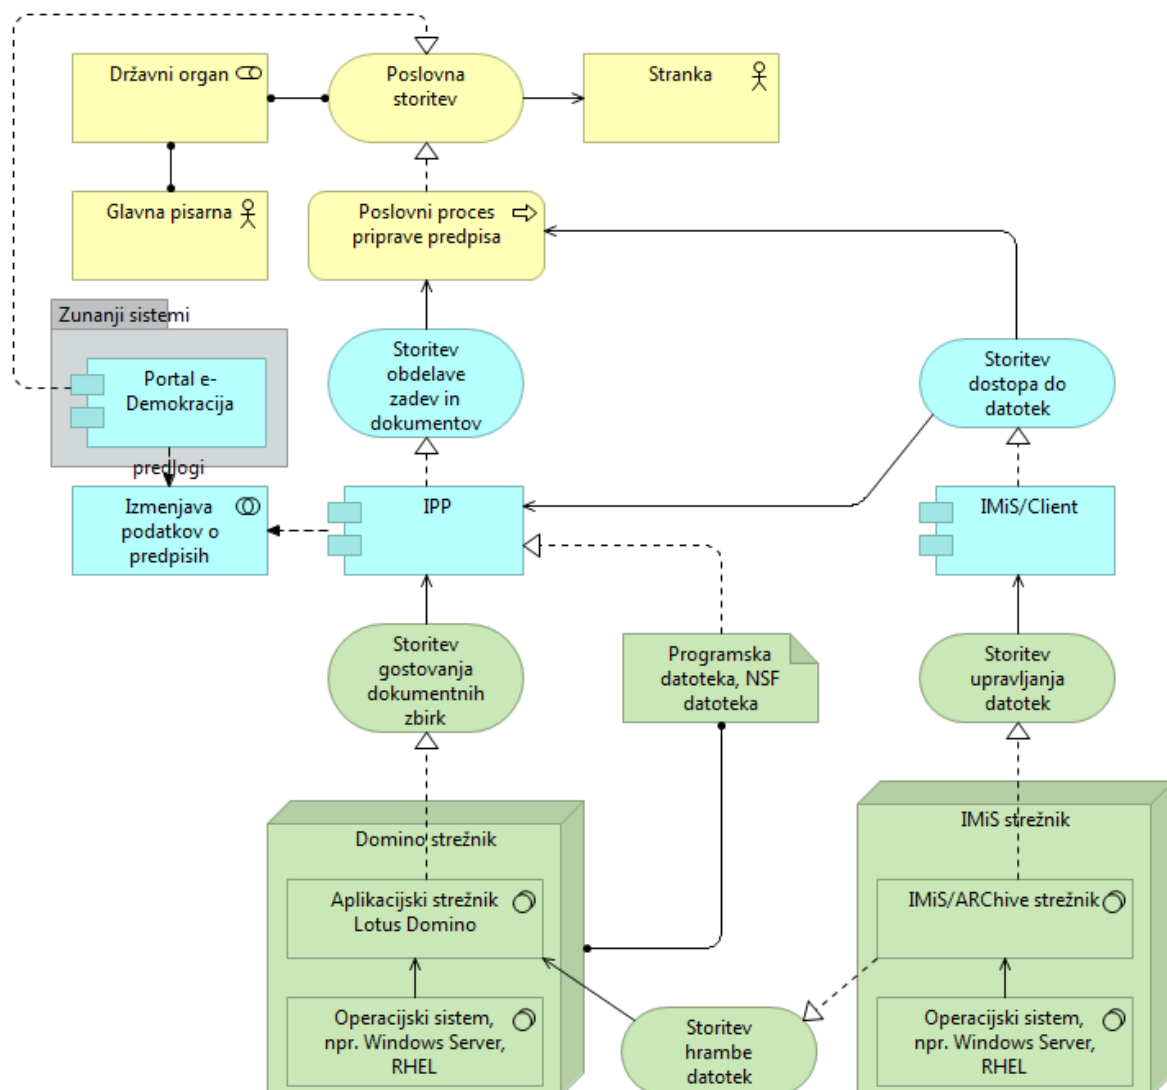 Državni organ
Poslovna
storitev
Stranka
Glavna pisarna
Poslovni proces
priprave predpisa
Zunanji sistemi
Portal e-
Demokracija
Storitev
obdelave
zadev in
dokumentov
Storitev
dostopa do
datotek
predlogi
Izmenjava
podatkov o
predpisih
IPP
IMiS/Client
Storitev
gostovanja
dokumentnih
zbirk
Programska
datoteka, NSF
datoteka
Storitev
upravljanja
datotek
Domino strežnik
IMiS strežnik
Aplikacijski strežnik
Lotus Domino
IMiS/ARChive strežnik
Operacijski sistem,
npr. Windows Server,
RHEL
Storitev
hrambe
datotek
Operacijski sistem,
npr. Windows Server,
RHEL